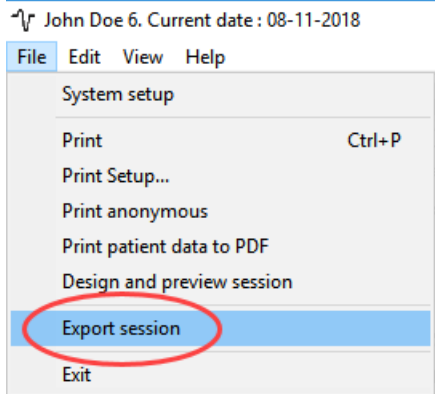 John Doe 6. Current date : 08-11-2018
File Edit View Help
System setup
Print Ctrl+P
Print Setup...
Print anonymous
Print patient data to PDF
Design and preview session
Export session
Exit